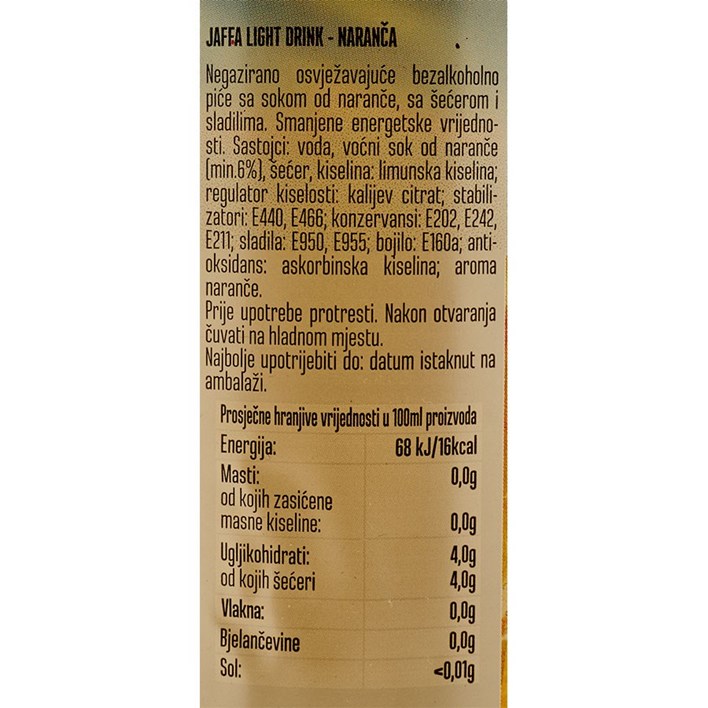 JAFFA LIGHT DRINK - NARANČA
Negazirano osvježavajuće bezalkoholno
piće sa sokom od naranče, sa šećerom i
sladilima. Smanjene energetske vrijedno-
sti. Sastojci: voda, voćni sok od naranče
(min.6%), šećer, kiselina: limunska kiselina;
regulator kiselosti: kalijev citrat; stabili-
zatori: E440, E466; konzervansi: E202, E242,
E211; sladila: E950, E955; bojilo: E160a; anti-
oksidans: askorbinska kiselina; aroma
naranče.
Prije upotrebe protresti. Nakon otvaranja
čuvati na hladnom mjestu.
Najbolje upotrijebiti do: datum istaknut na
ambalaži.
Prosječne hranjive vrijednosti u 100ml proizvoda
Energija: 68 kJ/16kcal
Masti: 0,0g
od kojih zasićene
masne kiseline: 0,0g
Ugljikohidrati: 4,0g
od kojih šećeri 4,0g
Vlakna: 0,0g
Bjelančevine 0,0g
Sol: <0,01g